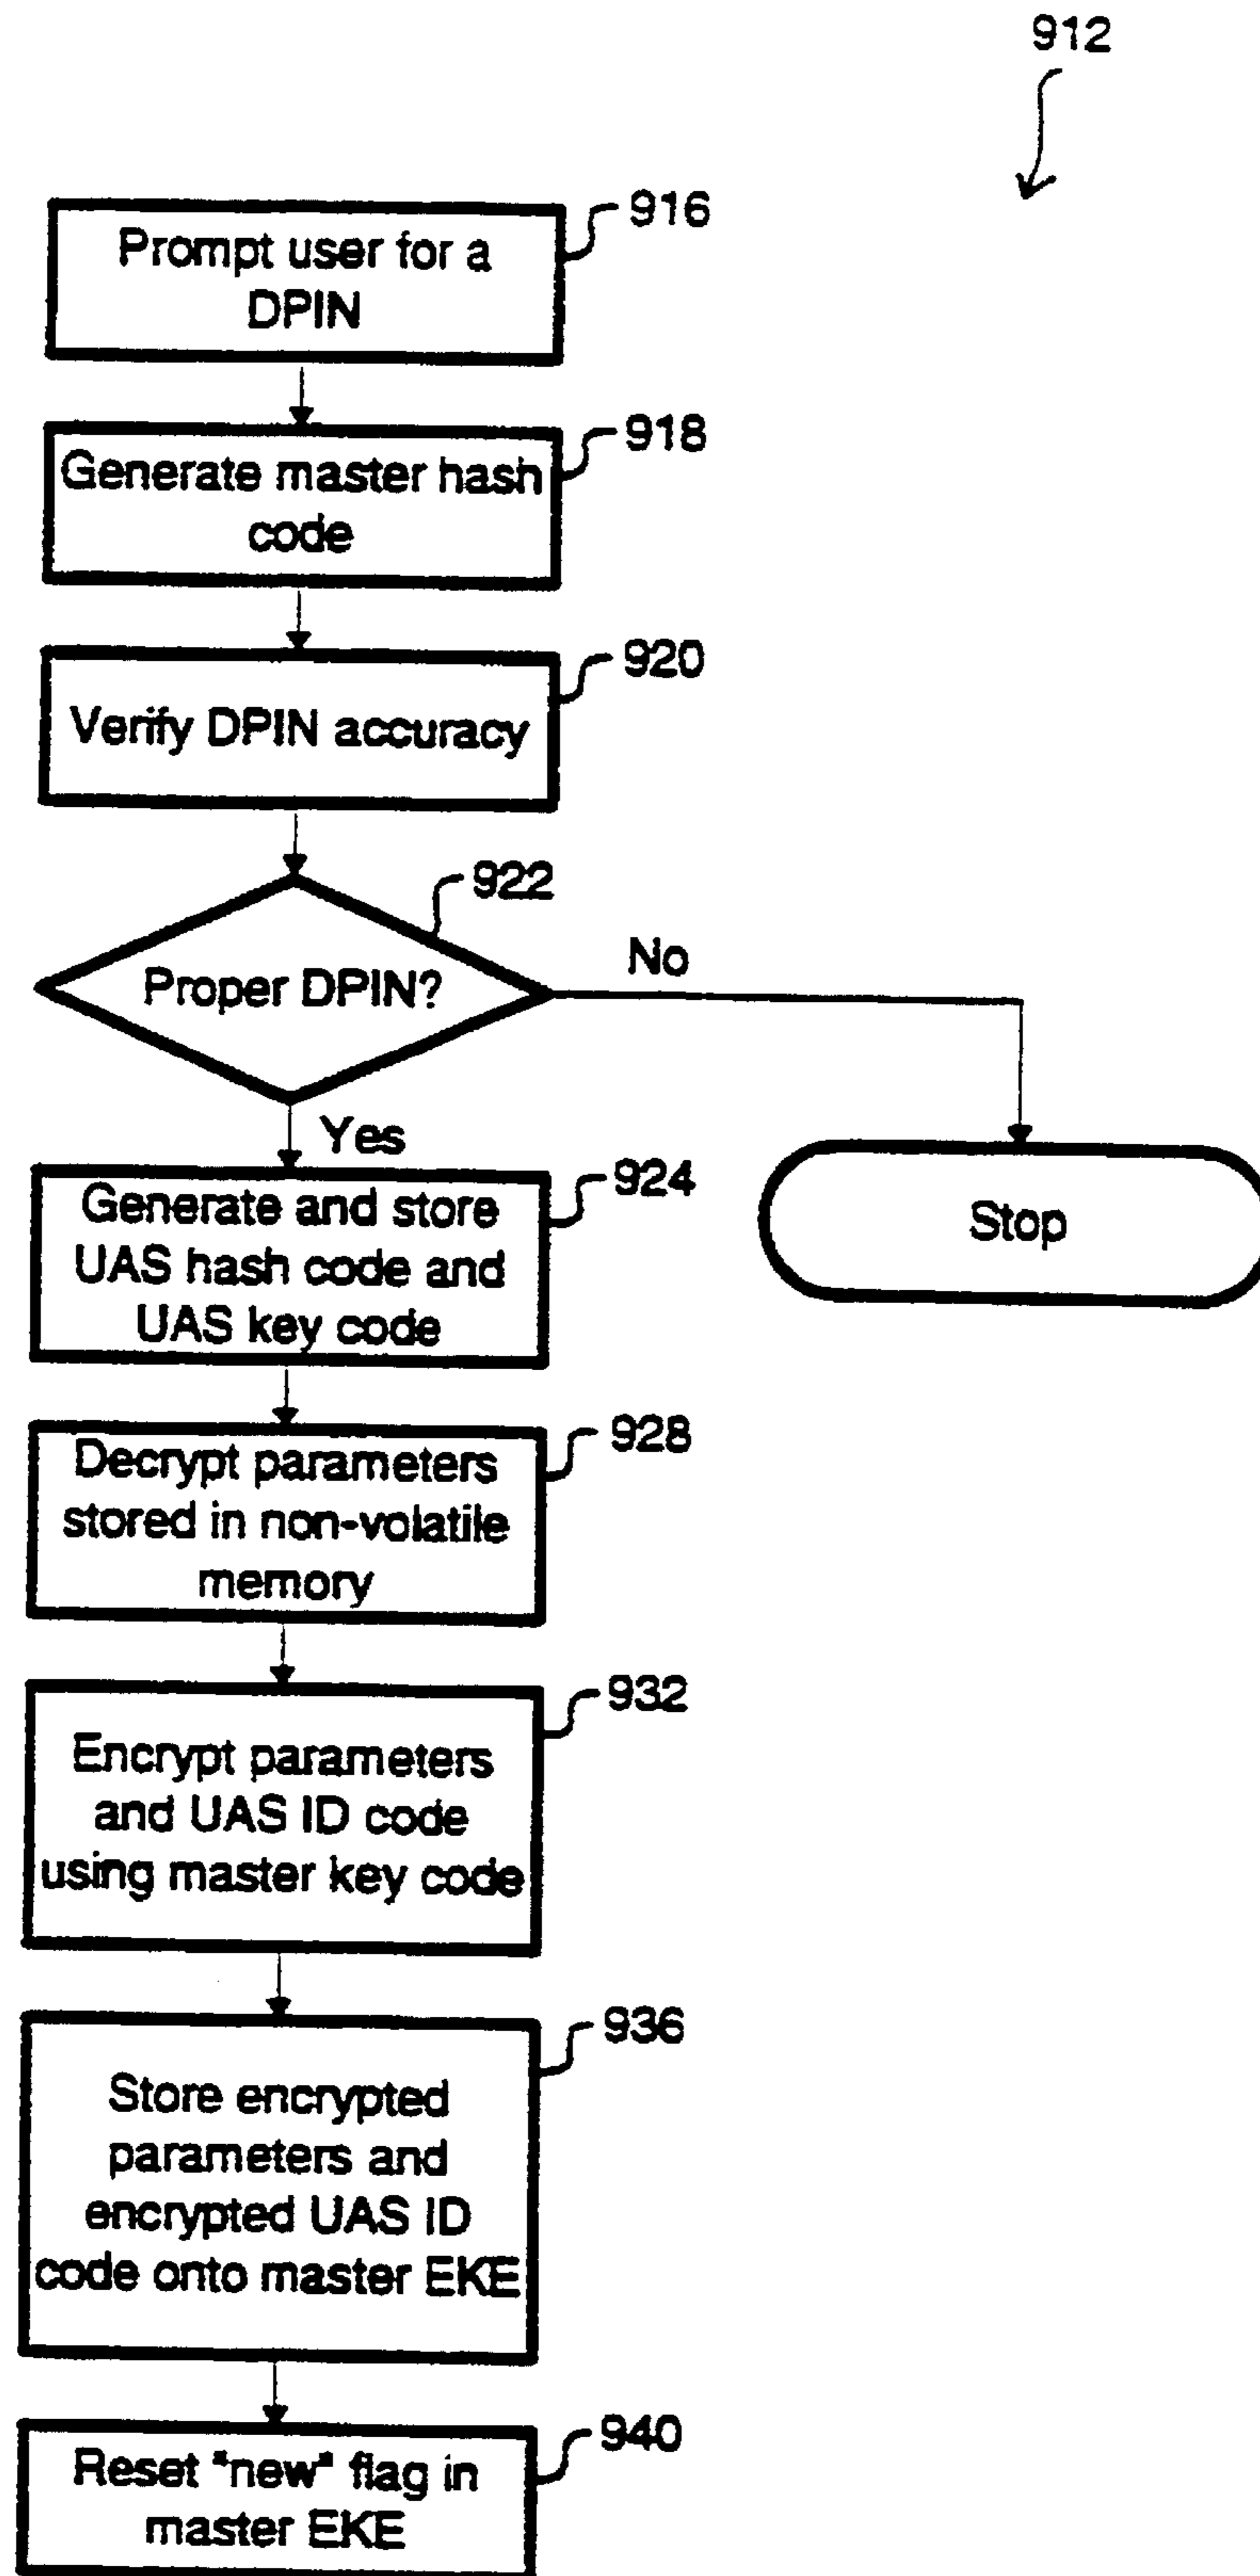 912
916
Prompt user for a
DPIN
918
Generate master hash
code
920
Verify DPIN accuracy
922
Proper DPIN?
No
Yes
Stop
924
Generate and store
UAS hash code and
UAS key code
928
Decrypt parameters
stored in non-volatile
memory
932
Encrypt parameters
and UAS ID code
using master key code
936
Store encrypted
parameters and
encrypted UAS ID
code onto master EKE
940
Reset "new" flag in
master EKE